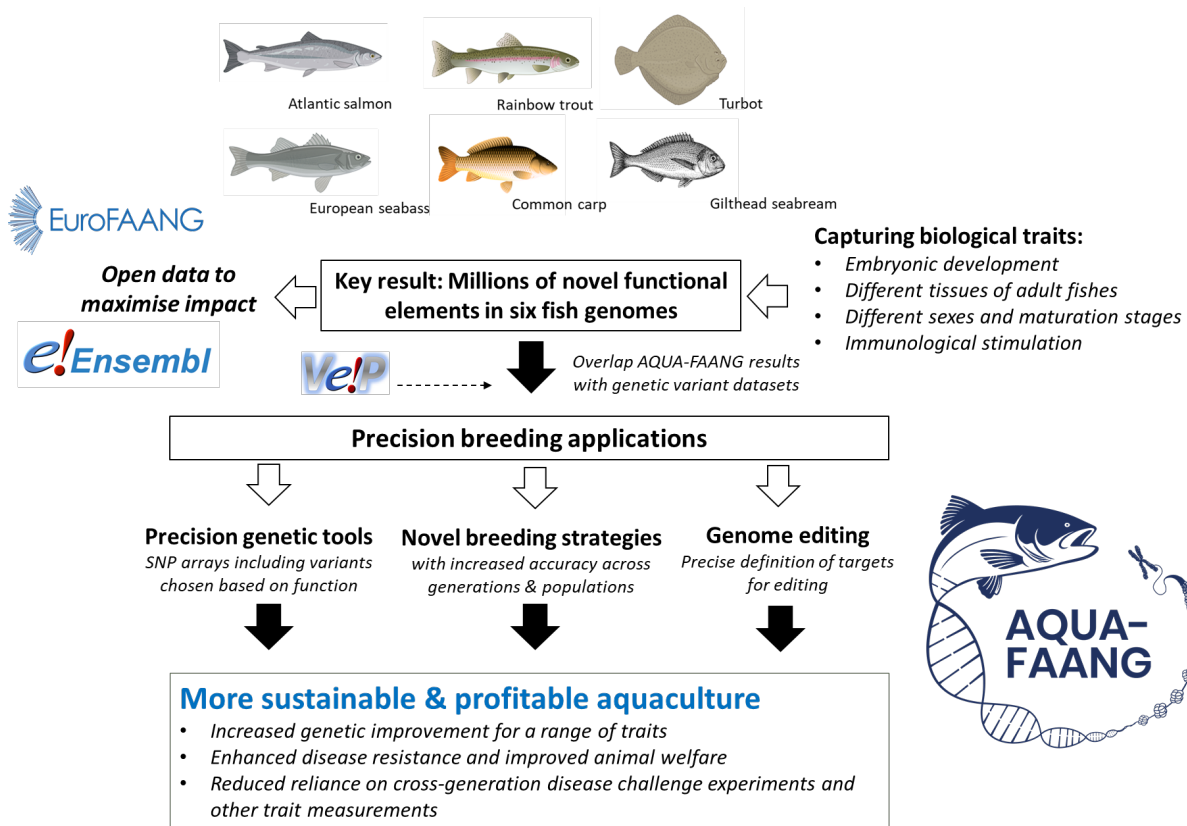 Atlantic salmon
Rainbow trout
Turbot
European seabass
Common carp
Gilthead seabream
EuroFAANG
Capturing biological traits:
• Embryonic development
• Different tissues of adult fishes
• Different sexes and maturation stages
• Immunological stimulation
Open data to
maximise impact
Key result: Millions of novel functional
elements in six fish genomes
e!Ensembl
Ve!P
Overlap AQUA-FAANG results
with genetic variant datasets
Precision breeding applications
Precision genetic tools
SNP arrays including variants
chosen based on function
Novel breeding strategies
with increased accuracy across
generations & populations
Genome editing
Precise definition of targets
for editing
AQUA-
FAANG
More sustainable & profitable aquaculture
• Increased genetic improvement for a range of traits
• Enhanced disease resistance and improved animal welfare
• Reduced reliance on cross-generation disease challenge experiments and
other trait measurements